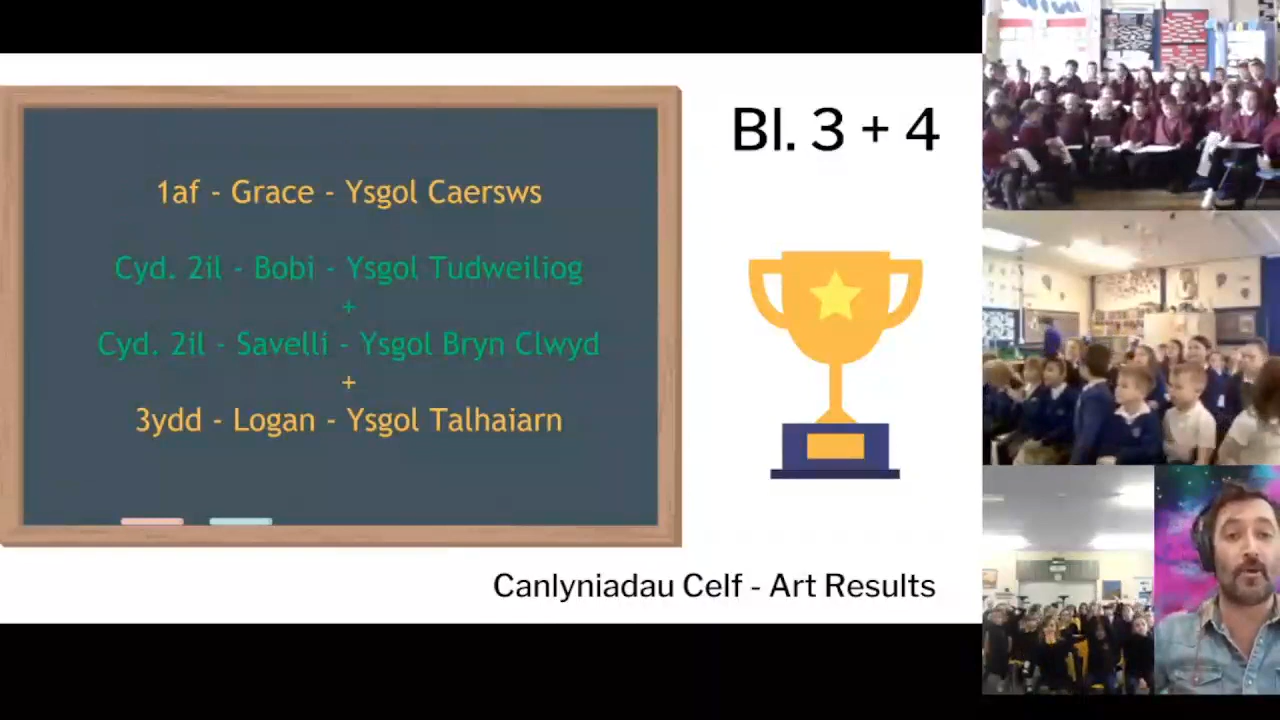 Bl. 3 + 4
1af - Grace - Ysgol Caersws
Cyd. 2il - Bobi - Ysgol Tudweiliog
+
Cyd. 2il - Savelli - Ysgol Bryn Clwyd
+
3ydd - Logan - Ysgol Talhaiarn
Canlyniadau Celf - Art Results